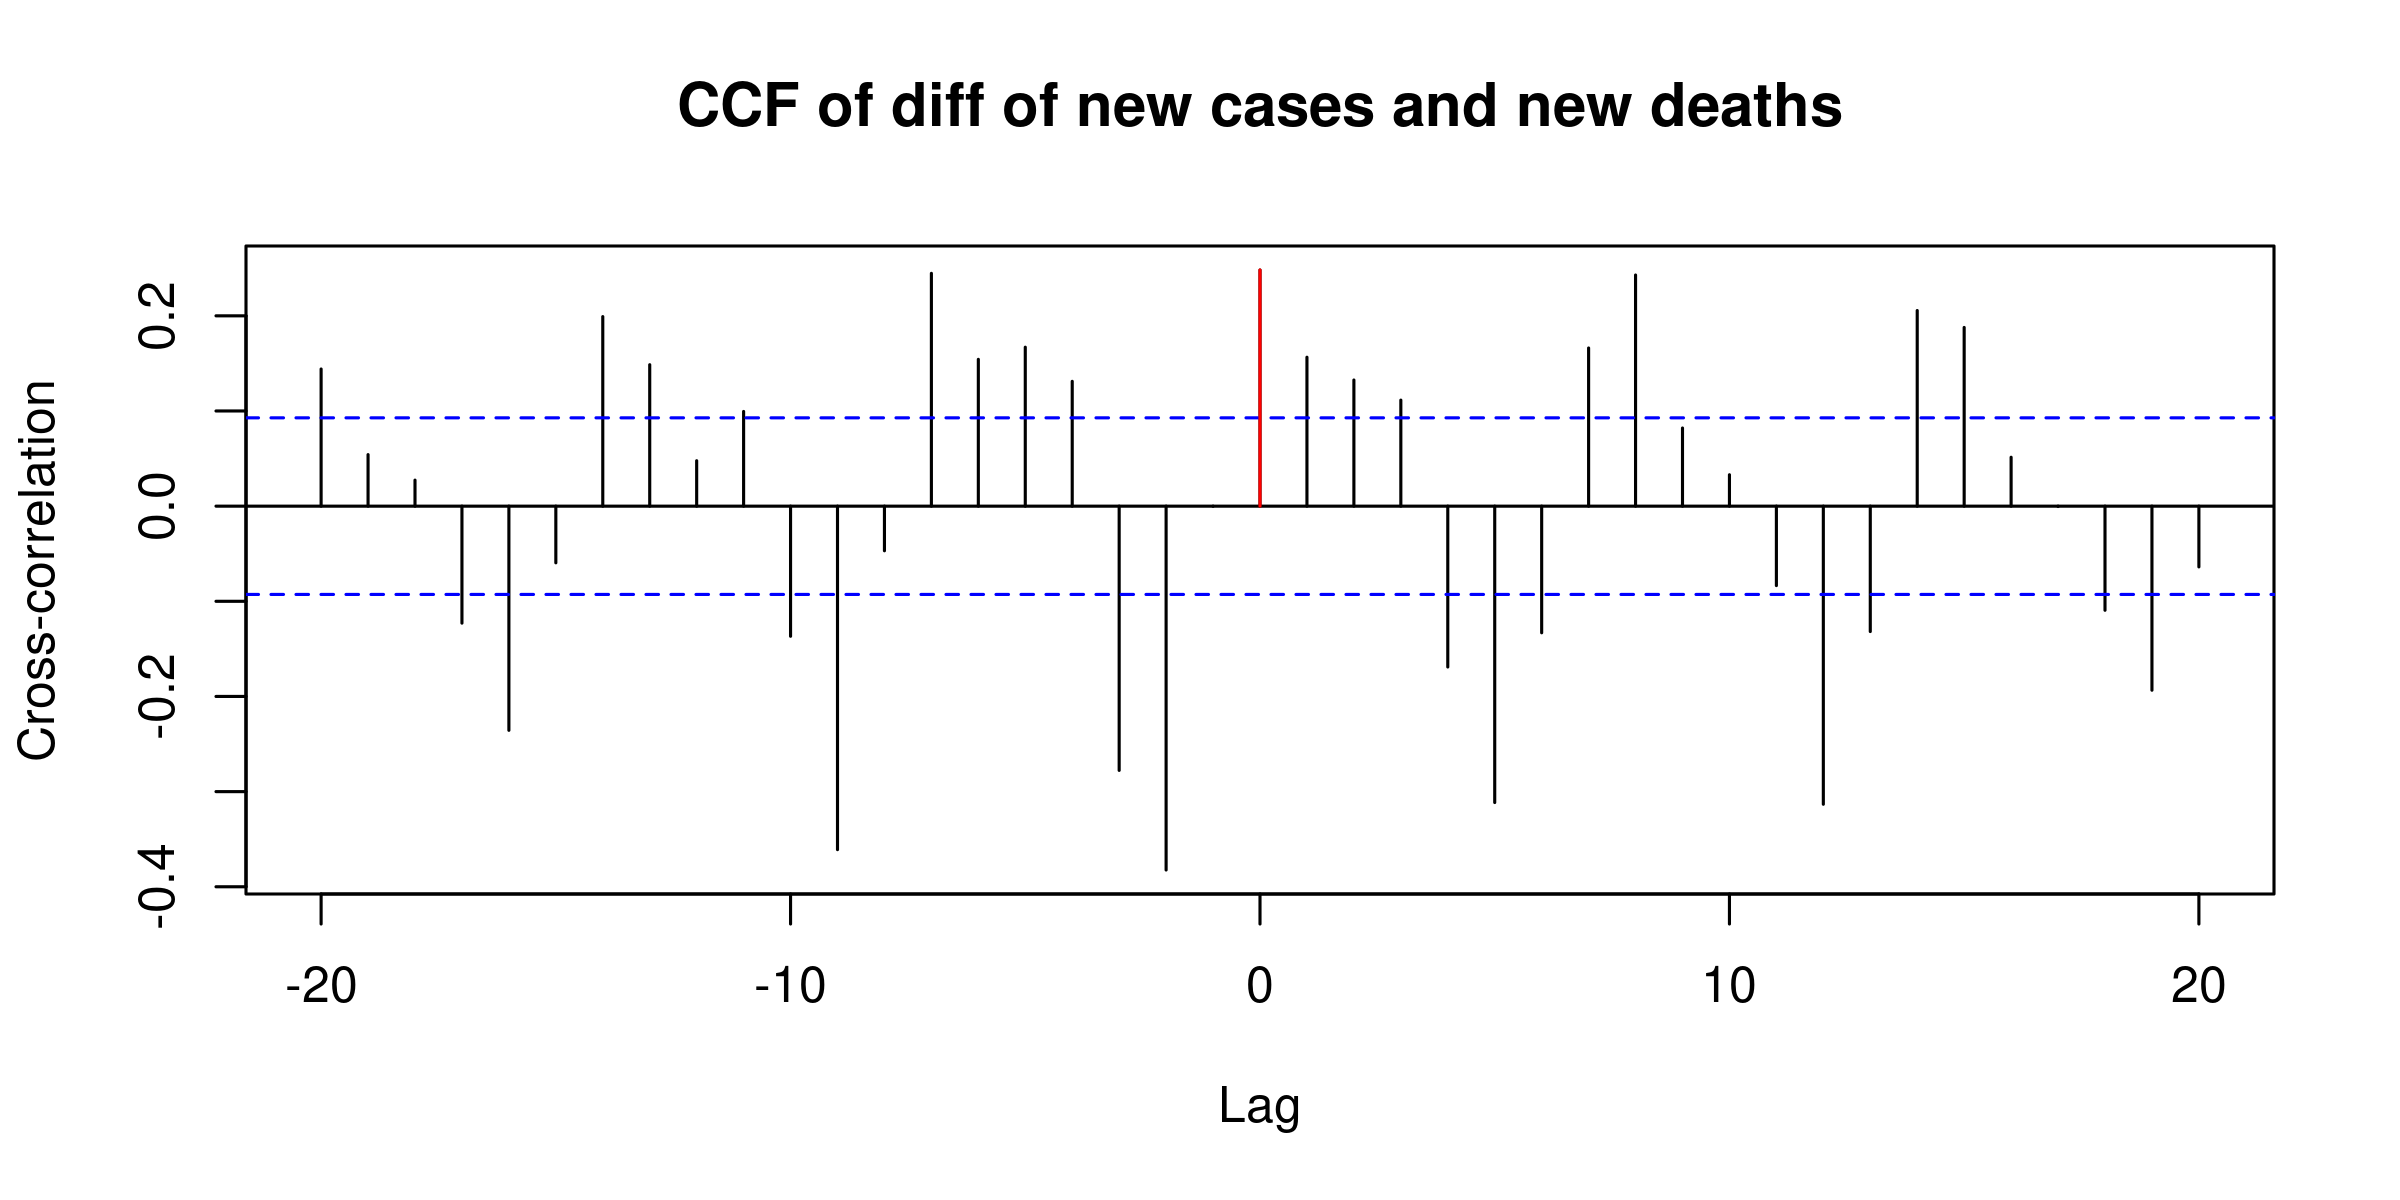 CCF of diff of new cases and new deaths
Cross-correlation
0.2
0.0
-0.2
-0.4
-20 -10 0 10 20
Lag